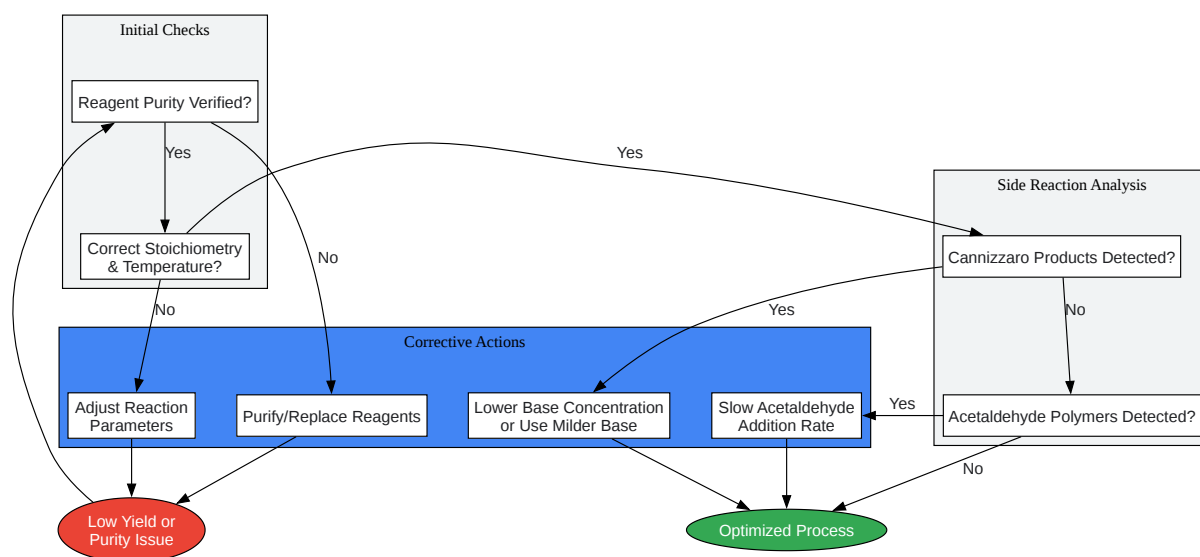 Initial Checks
Reagent Purity Verified?
Yes
Yes
Side Reaction Analysis
Correct Stoichiometry
& Temperature?
No
Cannizzaro Products Detected?
No
Yes
No
Corrective Actions
Adjust Reaction
Parameters
Purify/Replace Reagents
Lower Base Concentration
or Use Milder Base
Slow Acetaldehyde
Addition Rate
Yes
Acetaldehyde Polymers Detected?
No
Low Yield or
Purity Issue
Optimized Process